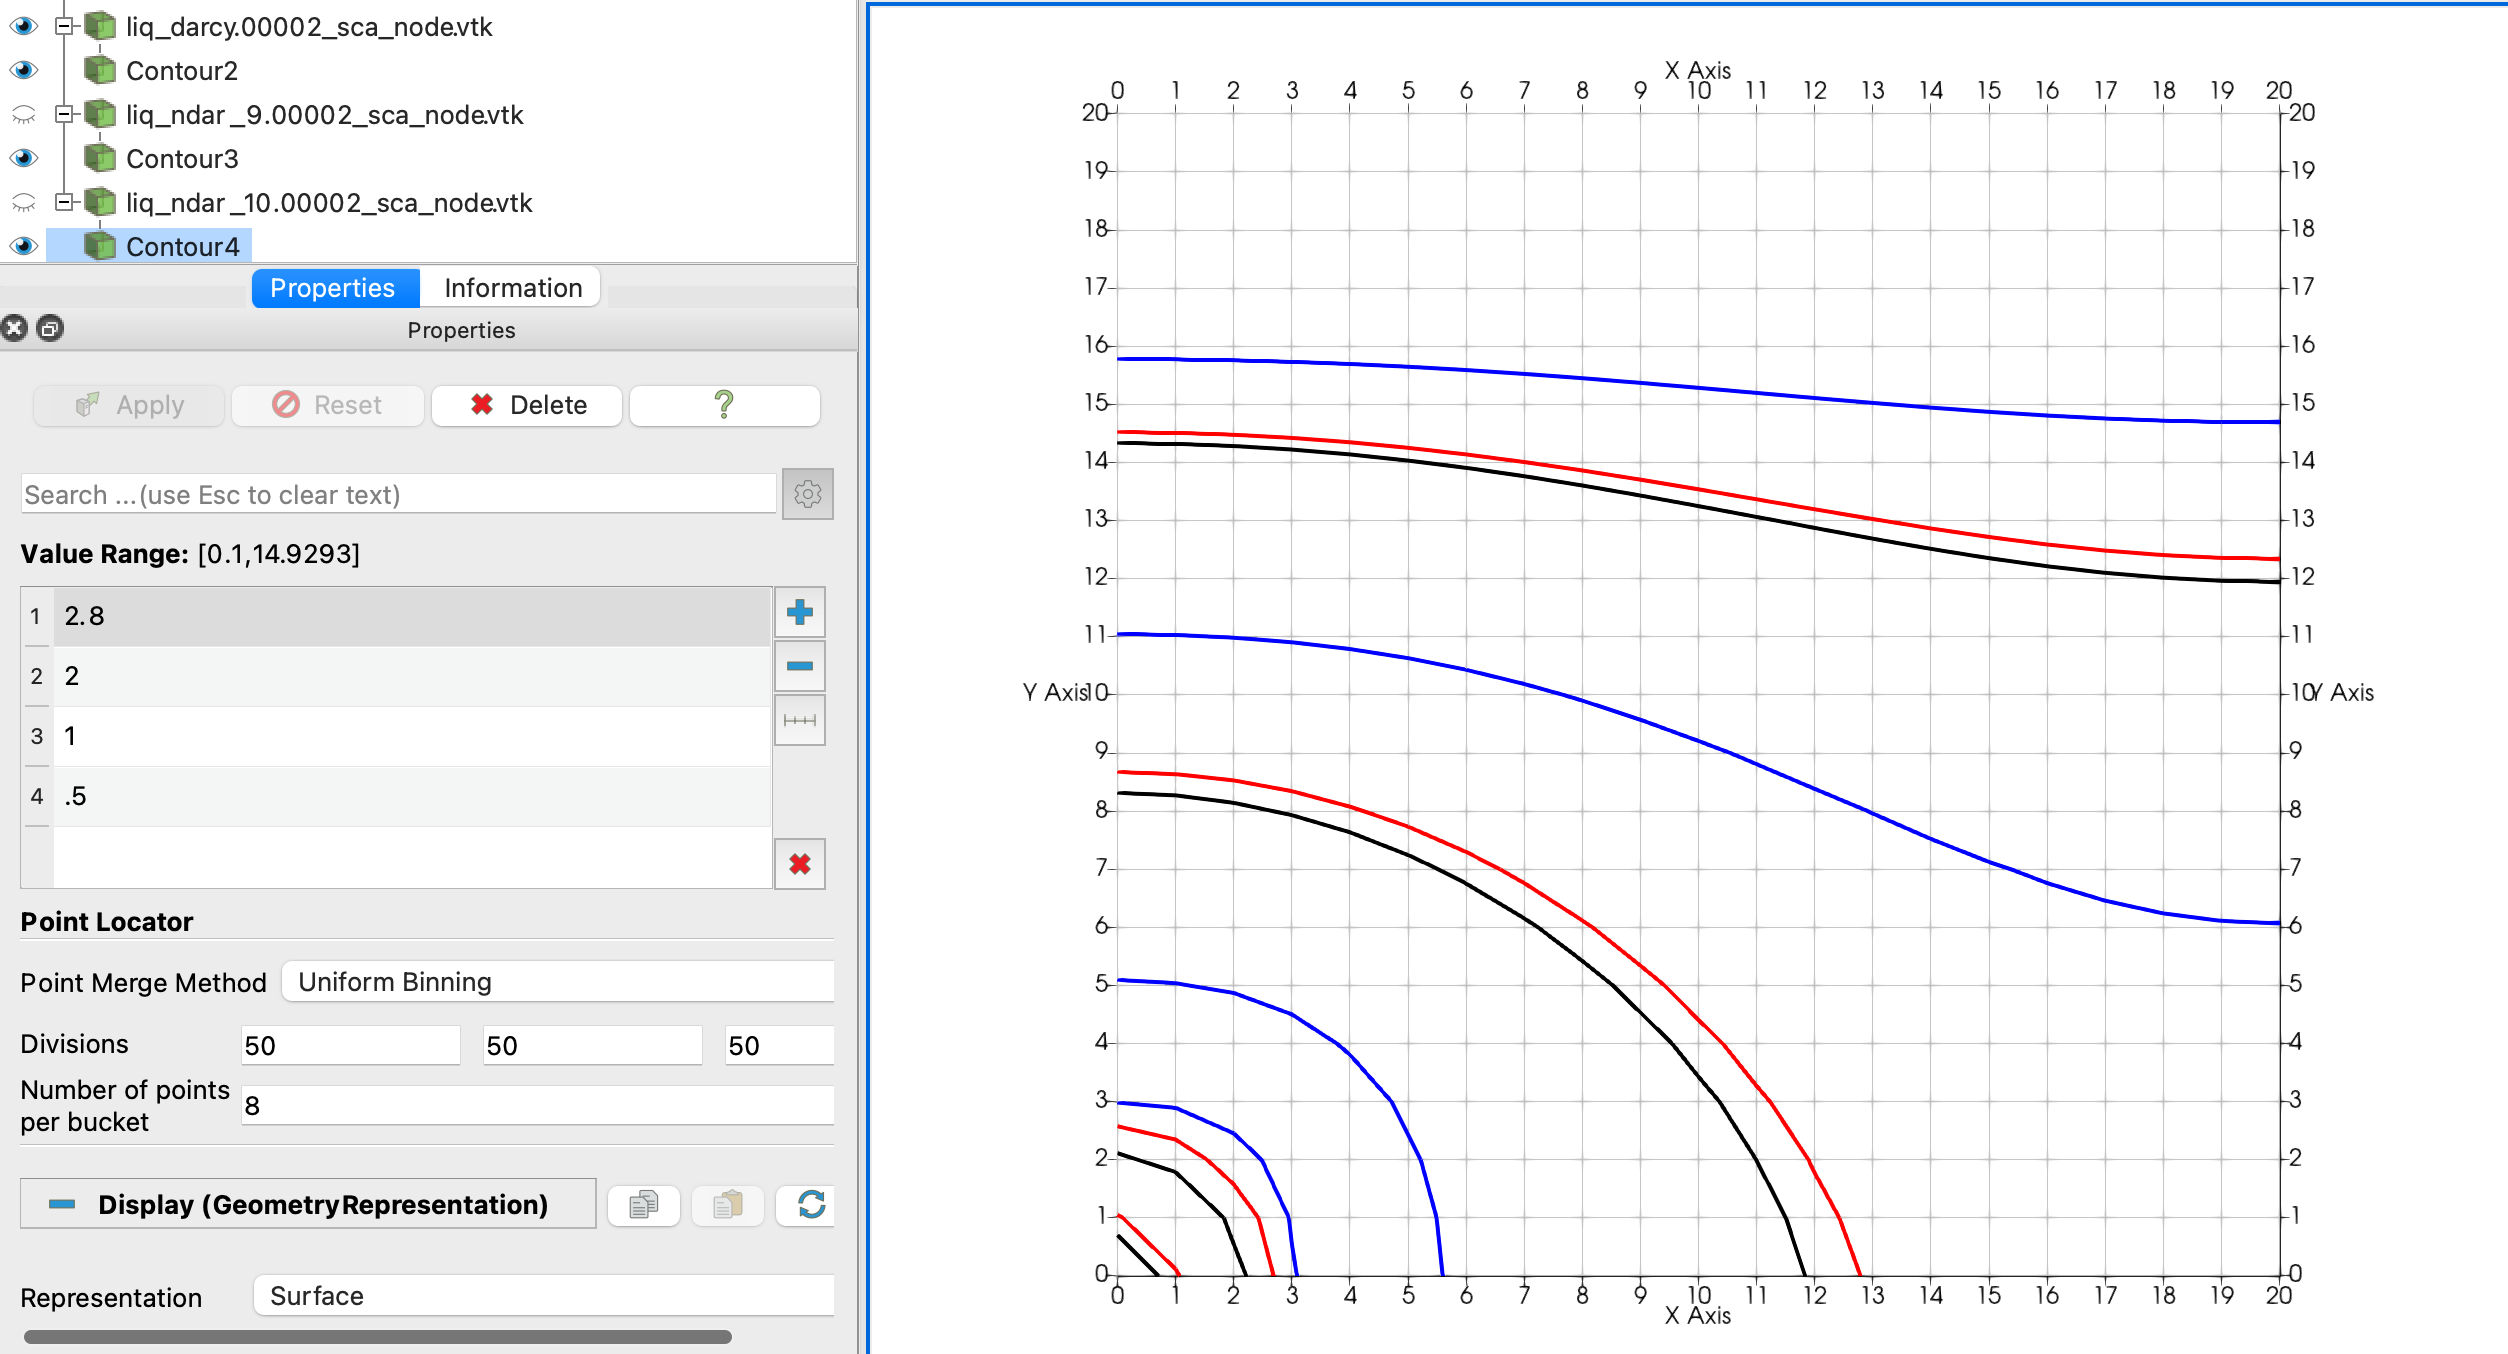 liq_darcy.00002_sca_node.vtk
Contour2
liq_ndar_9.00002_sca_node.vtk
Contour3
liq_ndar_10.00002_sca_node.vtk
Contour4
Properties Information
Properties
Apply Reset Delete ?
Search ...(use Esc to clear text)
Value Range: [0.1,14.9293]
1 2.8
2 2
3 1
4 .5
Point Locator
Point Merge Method Uniform Binning
Divisions 50 50 50
Number of points
per bucket 8
Display (GeometryRepresentation)
Representation Surface
X Axis
0 1 2 3 4 5 6 7 8 9 10 11 12 13 14 15 16 17 18 19 20
20 20
19 19
18 18
17 17
16 16
15 15
14 14
13 13
12 12
11 11
Y Axis 10 10 Y Axis
9 9
8 8
7 7
6 6
5 5
4 4
3 3
2 2
1 1
0 0
0 1 2 3 4 5 6 7 8 9 10 11 12 13 14 15 16 17 18 19 20
X Axis